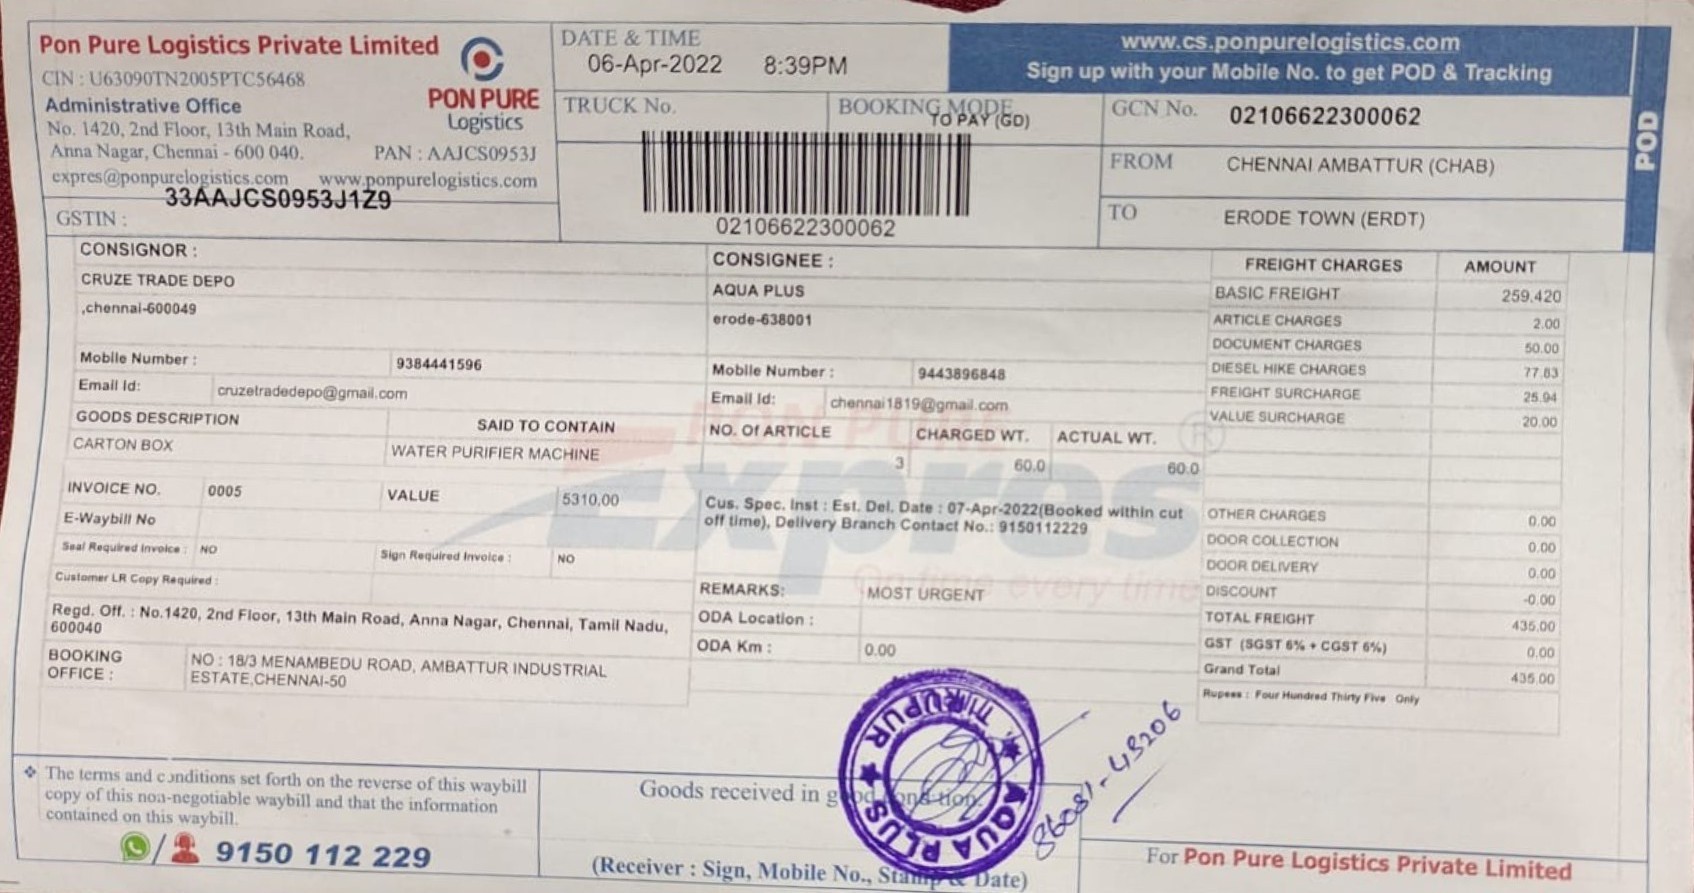 Pon Pure Logistics Private Limited
CIN : U63090TN2005PTC56468
Administrative Office
No. 1420, 2nd Floor, 13th Main Road,
Anna Nagar, Chennai - 600 040. PAN : AAJCS0953J
expres@ponpurelogistics.com www.ponpurelogistics.com
33AAJCS0953J1Z9
GSTIN :
PON PURE
Logistics
DATE & TIME
06-Apr-2022 8:39PM
TRUCK No.
BOOKING MODE
TO PAY (GD)
02106622300062
www.cs.ponpurelogistics.com
Sign up with your Mobile No. to get POD & Tracking
GCN No. 02106622300062
FROM CHENNAI AMBATTUR (CHAB)
TO ERODE TOWN (ERDT)
POD
CONSIGNOR :
CRUZE TRADE DEPO
,chennai-600049
Mobile Number : 9384441596
Email Id: cruzetradedepo@gmail.com
GOODS DESCRIPTION SAID TO CONTAIN
CARTON BOX WATER PURIFIER MACHINE
INVOICE NO. 0005 VALUE 5310.00
E-Waybill No
Seal Required Invoice : NO Sign Required Invoice : NO
Customer LR Copy Required :
Regd. Off. : No.1420, 2nd Floor, 13th Main Road, Anna Nagar, Chennai, Tamil Nadu,
600040
BOOKING OFFICE : NO : 18/3 MENAMBEDU ROAD, AMBATTUR INDUSTRIAL
ESTATE,CHENNAI-50
CONSIGNEE :
AQUA PLUS
erode-638001
Mobile Number : 9443896848
Email Id: chennai1819@gmail.com
NO. Of ARTICLE CHARGED WT. ACTUAL WT.
3 60.0 60.0
Cus. Spec. Inst : Est. Del. Date : 07-Apr-2022(Booked within cut
off time), Delivery Branch Contact No.: 9150112229
REMARKS: MOST URGENT
ODA Location :
ODA Km : 0.00
PON PURE
Expres
®
On time every time
FREIGHT CHARGES AMOUNT
BASIC FREIGHT 259.420
ARTICLE CHARGES 2.00
DOCUMENT CHARGES 50.00
DIESEL HIKE CHARGES 77.83
FREIGHT SURCHARGE 25.94
VALUE SURCHARGE 20.00
OTHER CHARGES 0.00
DOOR COLLECTION 0.00
DOOR DELIVERY 0.00
DISCOUNT -0.00
TOTAL FREIGHT 435.00
GST (SGST 6% + CGST 6%) 0.00
Grand Total 435.00
Rupees : Four Hundred Thirty Five Only
❖ The terms and conditions set forth on the reverse of this waybill
copy of this non-negotiable waybill and that the information
contained on this waybill.
9150 112 229
Goods received in good condition.
(Receiver : Sign, Mobile No., Stamp & Date)
AQUA PLUS ★ TIRUPUR ★
86081-48206
For Pon Pure Logistics Private Limited